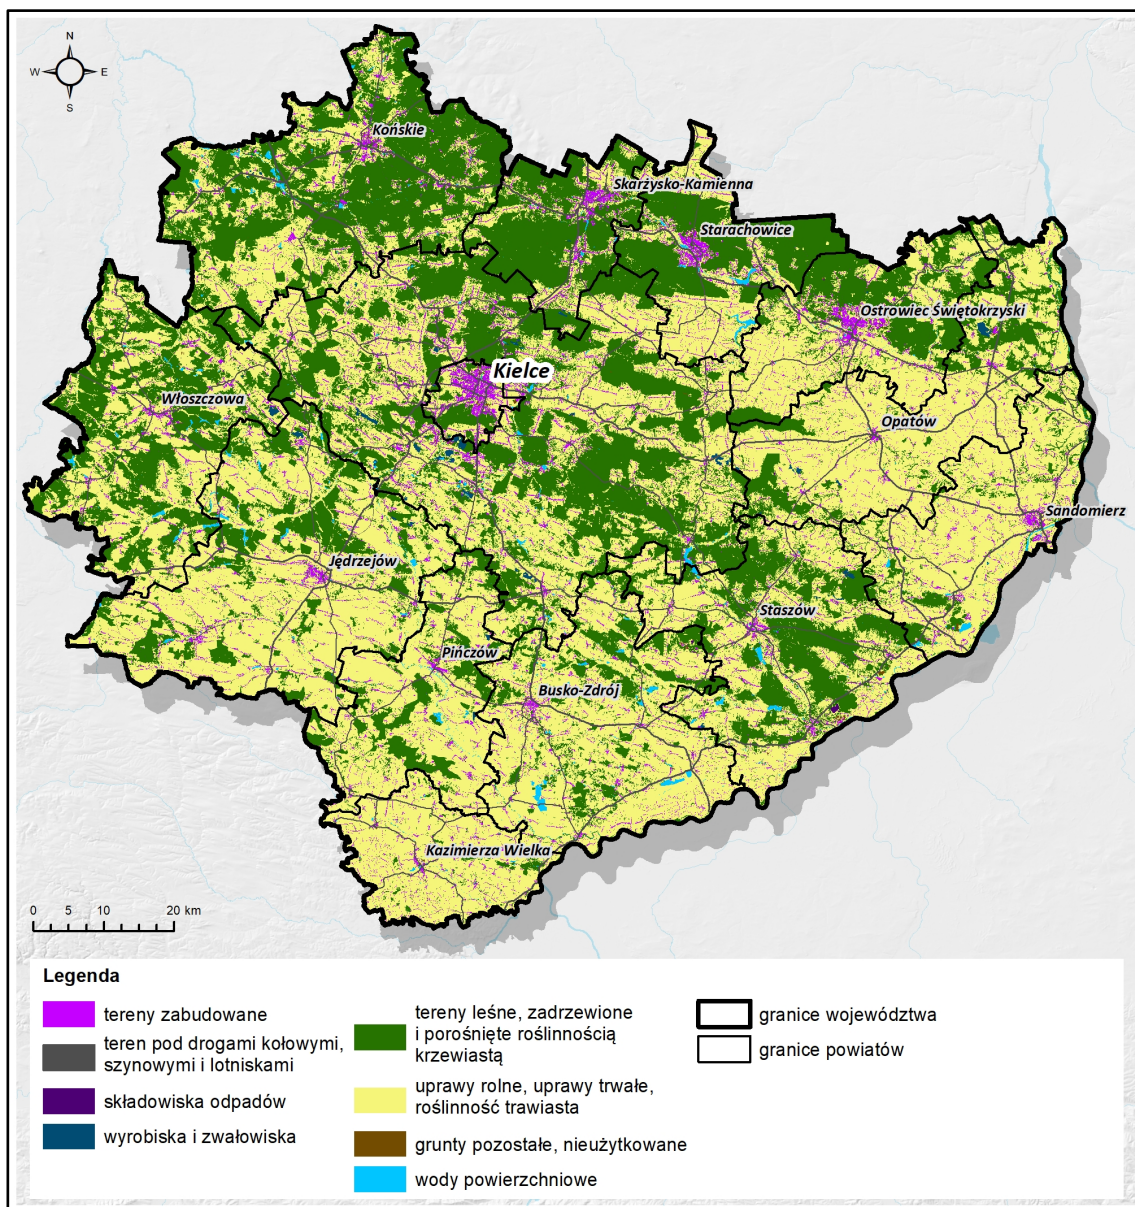 N
W E
S
Końskie
Skarżysko-Kamienna
Starachowice
Ostrowiec Świętokrzyski
Kielce
Włoszczowa
Opatów
Sandomierz
Jędrzejów
Staszów
Pińczów
Busko-Zdrój
Kazimierza Wielka
0 5 10 20 km
Legenda
tereny zabudowane
teren pod drogami kołowymi,
szynowymi i lotniskami
składowiska odpadów
wyrobiska i zwałowiska
tereny leśne, zadrzewione
i porośnięte roślinnością
krzewiastą
uprawy rolne, uprawy trwałe,
roślinność trawiasta
grunty pozostałe, nieużytkowane
wody powierzchniowe
granice województwa
granice powiatów